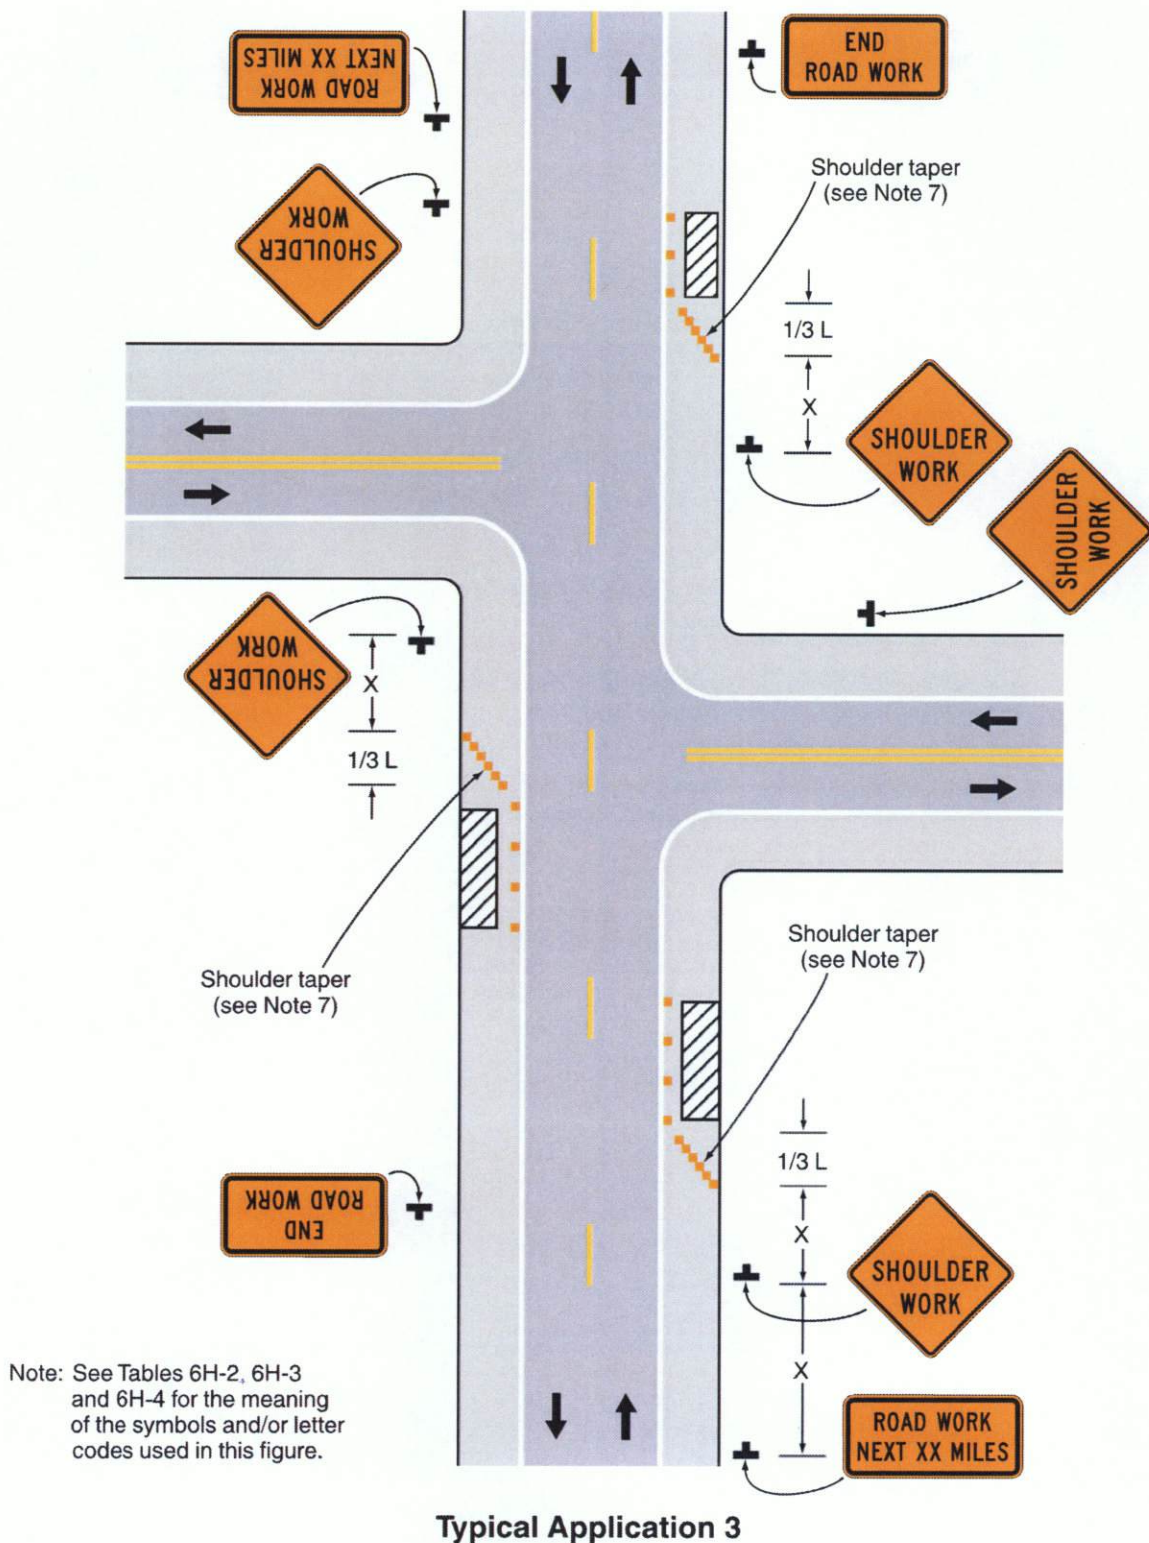 ROAD WORK
NEXT XX MILES
END
ROAD WORK
Shoulder taper
(see Note 7)
SHOULDER
WORK
1/3 L
X
SHOULDER
WORK
SHOULDER
WORK
SHOULDER
WORK
X
1/3 L
Shoulder taper
(see Note 7)
Shoulder taper
(see Note 7)
1/3 L
X
END
ROAD WORK
SHOULDER
WORK
X
Note: See Tables 6H-2, 6H-3
and 6H-4 for the meaning
of the symbols and/or letter
codes used in this figure.
ROAD WORK
NEXT XX MILES
Typical Application 3